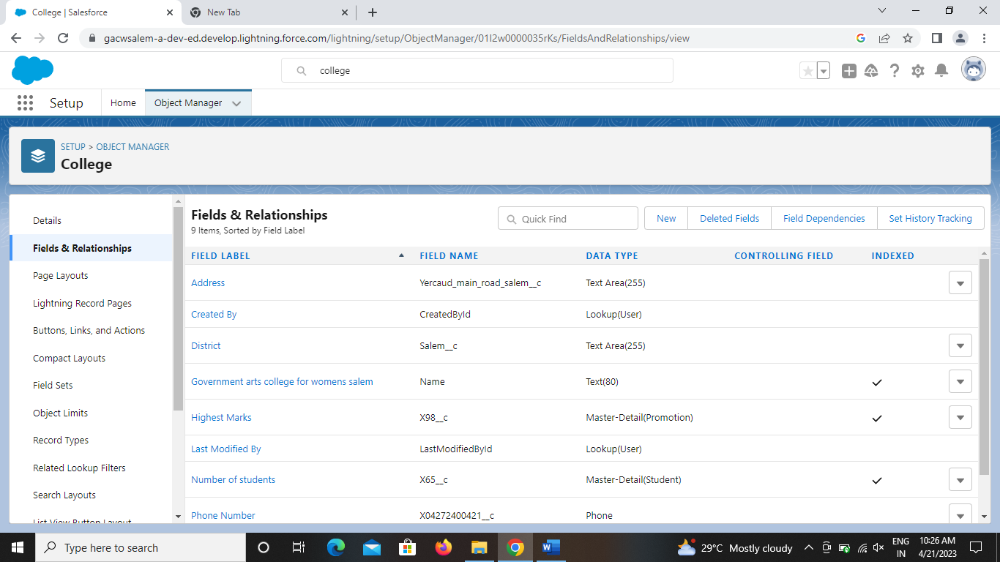 College | Salesforce
New Tab
gacwsalem-a-dev-ed.develop.lightning.force.com/lightning/setup/ObjectManager/01I2w0000035rKs/FieldsAndRelationships/view
college
Setup
Home
Object Manager
SETUP > OBJECT MANAGER
College
Details
Fields & Relationships
Page Layouts
Lightning Record Pages
Buttons, Links, and Actions
Compact Layouts
Field Sets
Object Limits
Record Types
Related Lookup Filters
Search Layouts
List View Button Layout
Fields & Relationships
9 Items, Sorted by Field Label
Quick Find
New
Deleted Fields
Field Dependencies
Set History Tracking
FIELD LABEL FIELD NAME DATA TYPE CONTROLLING FIELD INDEXED
Address Yercaud_main_road_salem__c Text Area(255)
Created By CreatedById Lookup(User)
District Salem__c Text Area(255)
Government arts college for womens salem Name Text(80)
Highest Marks X98__c Master-Detail(Promotion)
Last Modified By LastModifiedById Lookup(User)
Number of students X65__c Master-Detail(Student)
Phone Number X04272400421__c Phone
Type here to search
29°C Mostly cloudy
ENG
IN
10:26 AM
4/21/2023